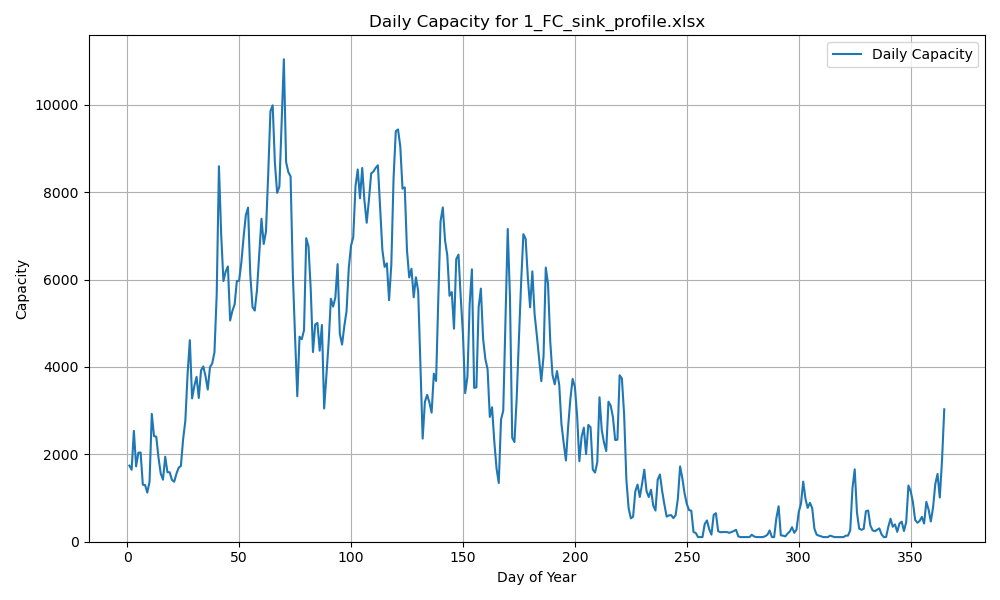 Daily Capacity for 1_FC_sink_profile.xlsx
Daily Capacity
Capacity
10000
8000
6000
4000
2000
0
0 50 100 150 200 250 300 350
Day of Year